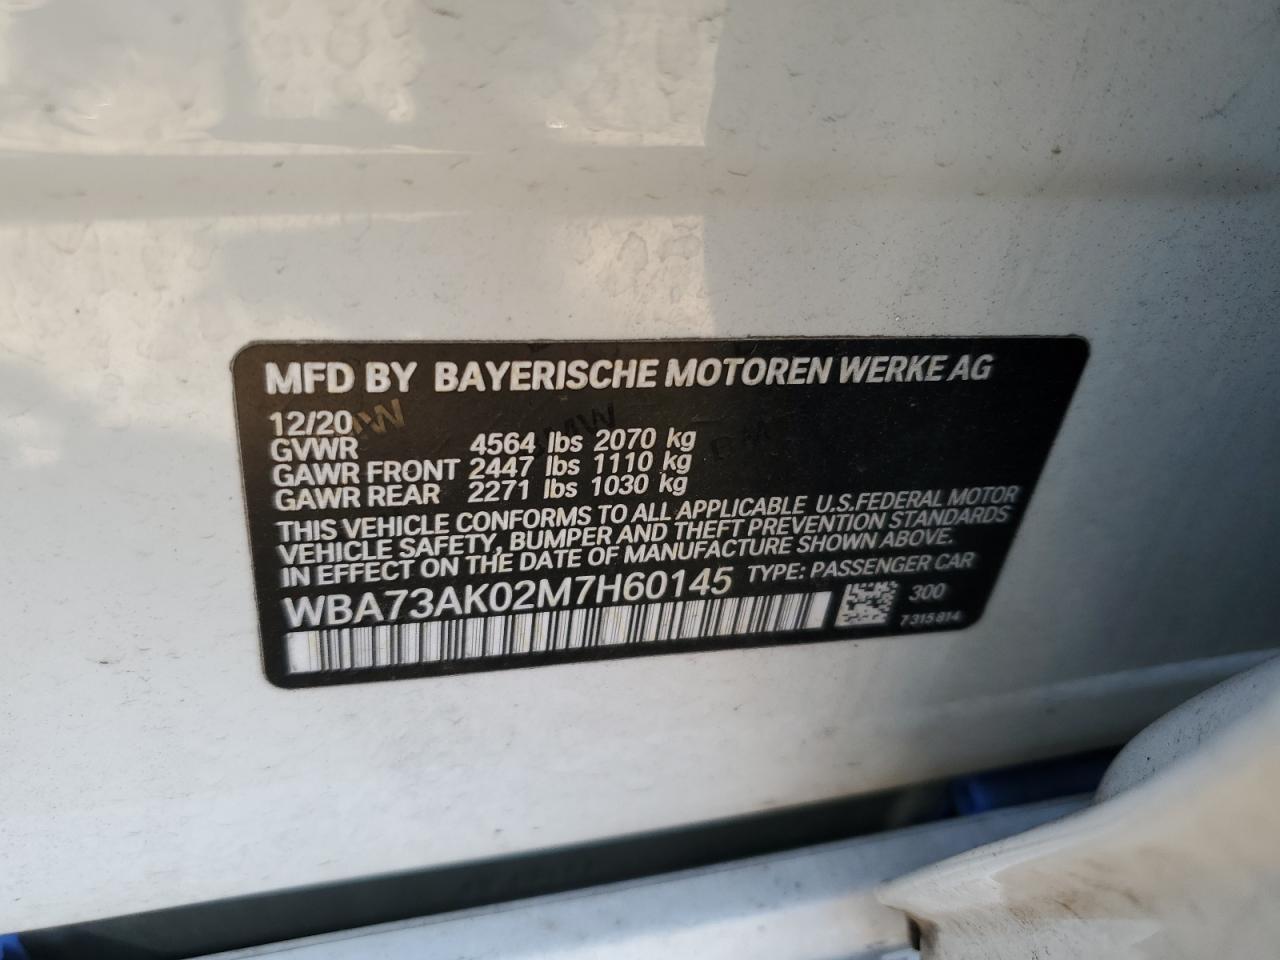 MFD BY BAYERISCHE MOTOREN WERKE AG
12/20
GVWR 4564 lbs 2070 kg
GAWR FRONT 2447 lbs 1110 kg
GAWR REAR 2271 lbs 1030 kg
THIS VEHICLE CONFORMS TO ALL APPLICABLE U.S.FEDERAL MOTOR
VEHICLE SAFETY, BUMPER AND THEFT PREVENTION STANDARDS
IN EFFECT ON THE DATE OF MANUFACTURE SHOWN ABOVE.
WBA73AK02M7H60145 TYPE: PASSENGER CAR
300
7315814